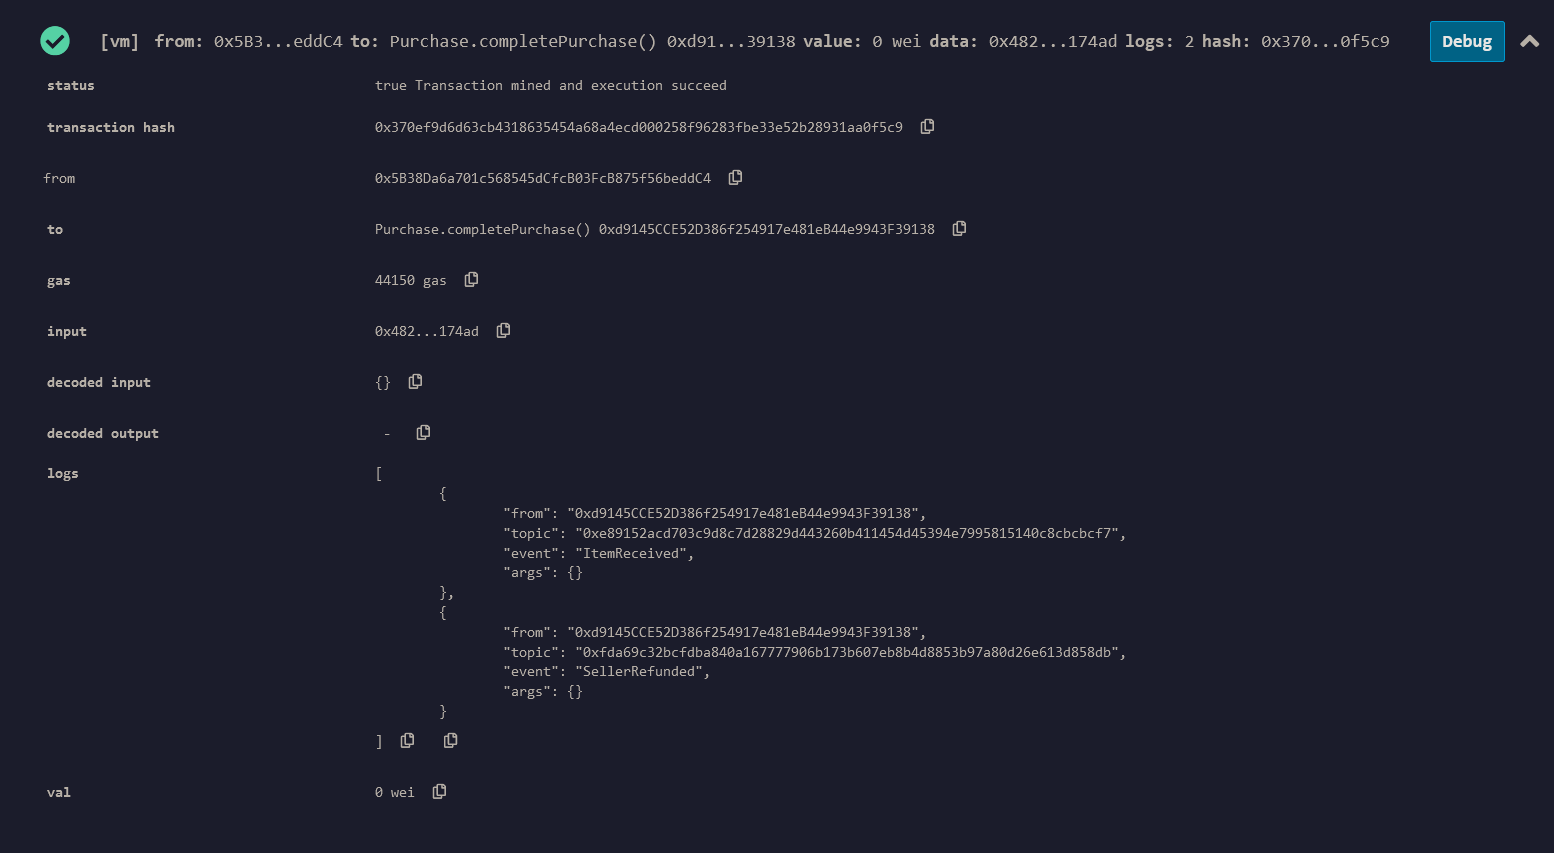 [vm] from: 0x5B3...eddC4 to: Purchase.completePurchase() 0xd91...39138 value: 0 wei data: 0x482...174ad logs: 2 hash: 0x370...0f5c9 Debug
status true Transaction mined and execution succeed
transaction hash 0x370ef9d6d63cb4318635454a68a4ecd000258f96283fbe33e52b28931aa0f5c9
from 0x5B38Da6a701c568545dCfcB03FcB875f56beddC4
to Purchase.completePurchase() 0xd9145CCE52D386f254917e481eB44e9943F39138
gas 44150 gas
input 0x482...174ad
decoded input {}
decoded output -
logs [
{
"from": "0xd9145CCE52D386f254917e481eB44e9943F39138",
"topic": "0xe89152acd703c9d8c7d28829d443260b411454d45394e7995815140c8cbcbcf7",
"event": "ItemReceived",
"args": {}
},
{
"from": "0xd9145CCE52D386f254917e481eB44e9943F39138",
"topic": "0xfda69c32bcfdba840a167777906b173b607eb8b4d8853b97a80d26e613d858db",
"event": "SellerRefunded",
"args": {}
}
]
val 0 wei